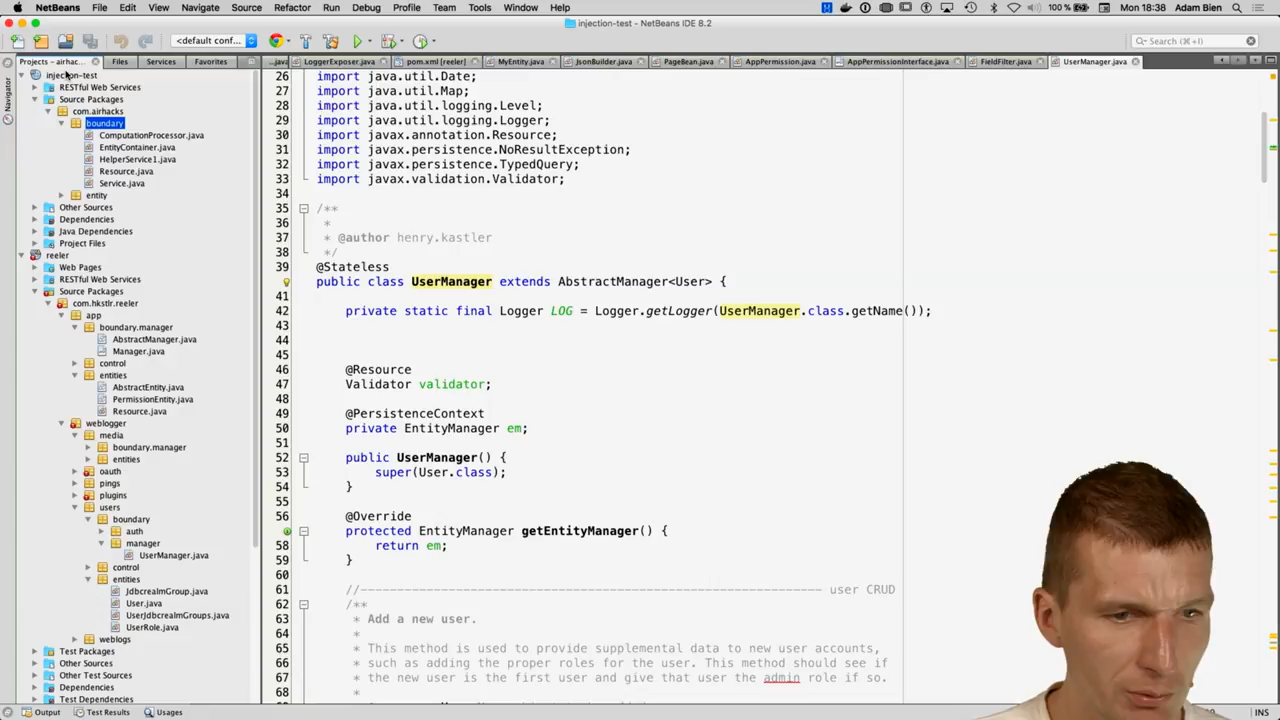 NetBeans File Edit View Navigate Source Refactor Run Debug Profile Team Tools Window Help 100 % Mon 18:38 Adam Bien
injection-test - NetBeans IDE 8.2
<default conf... Search (⌘+I)
Projects - airhac... Files Services Favorites ...java LoggerExposer.java pom.xml [reeler] MyEntity.java JsonBuilder.java PageBean.java AppPermission.java AppPermissionInterface.java FieldFilter.java UserManager.java
Navigator
injection-test
RESTful Web Services
Source Packages
com.airhacks
boundary
ComputationProcessor.java
EntityContainer.java
HelperService1.java
Resource.java
Service.java
entity
Other Sources
Dependencies
Java Dependencies
Project Files
reeler
Web Pages
RESTful Web Services
Source Packages
com.hkstlr.reeler
app
boundary.manager
AbstractManager.java
Manager.java
control
entities
AbstractEntity.java
PermissionEntity.java
Resource.java
weblogger
media
boundary.manager
entities
oauth
pings
plugins
users
boundary
auth
manager
UserManager.java
control
entities
JdbcrealmGroup.java
User.java
UserJdbcrealmGroups.java
UserRole.java
weblogs
Test Packages
Other Sources
Other Test Sources
Dependencies
Test Dependencies
26 import java.util.Date;
27 import java.util.Map;
28 import java.util.logging.Level;
29 import java.util.logging.Logger;
30 import javax.annotation.Resource;
31 import javax.persistence.NoResultException;
32 import javax.persistence.TypedQuery;
33 import javax.validation.Validator;
34
35 /**
36 *
37 * @author henry.kastler
38 */
39 @Stateless
public class UserManager extends AbstractManager<User> {
41
42 private static final Logger LOG = Logger.getLogger(UserManager.class.getName());
43
44
45
46 @Resource
47 Validator validator;
48
49 @PersistenceContext
50 private EntityManager em;
51
52 public UserManager() {
53 super(User.class);
54 }
55
56 @Override
protected EntityManager getEntityManager() {
58 return em;
59 }
60
61 //-------------------------------------------------------------- user CRUD
62 /**
63 * Add a new user.
64 *
65 * This method is used to provide supplemental data to new user accounts,
66 * such as adding the proper roles for the user. This method should see if
67 * the new user is the first user and give that user the admin role if so.
68 *
Output Test Results Usages INS